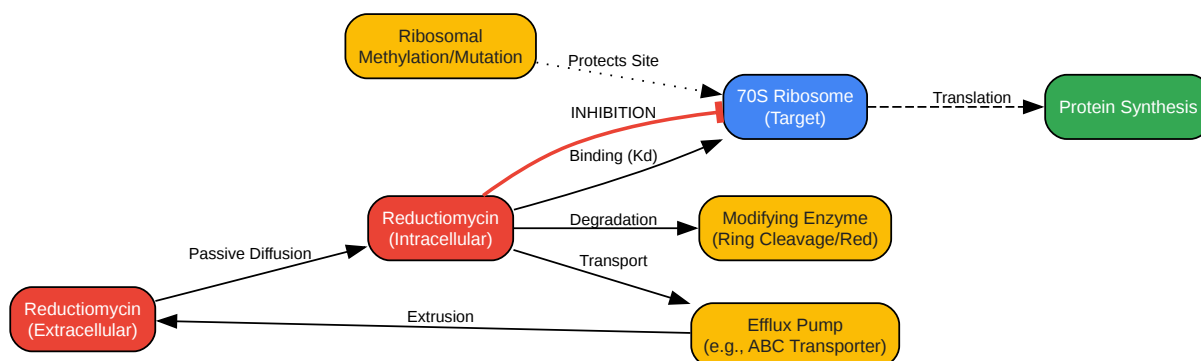 Ribosomal
Methylation/Mutation
Protects Site
70S Ribosome
(Target)
Translation
Protein Synthesis
INHIBITION
Binding (Kd)
Reductiomycin
(Intracellular)
Degradation
Modifying Enzyme
(Ring Cleavage/Red)
Passive Diffusion
Transport
Reductiomycin
(Extracellular)
Extrusion
Efflux Pump
(e.g., ABC Transporter)